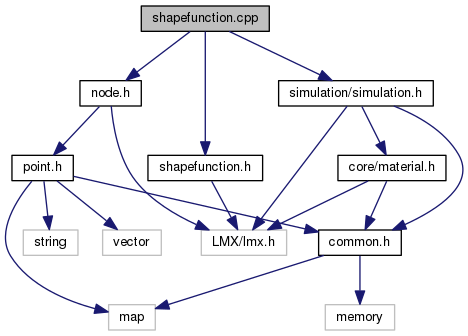 shapefunction.cpp
node.h
simulation/simulation.h
point.h
shapefunction.h
core/material.h
string
vector
LMX/lmx.h
common.h
map
memory